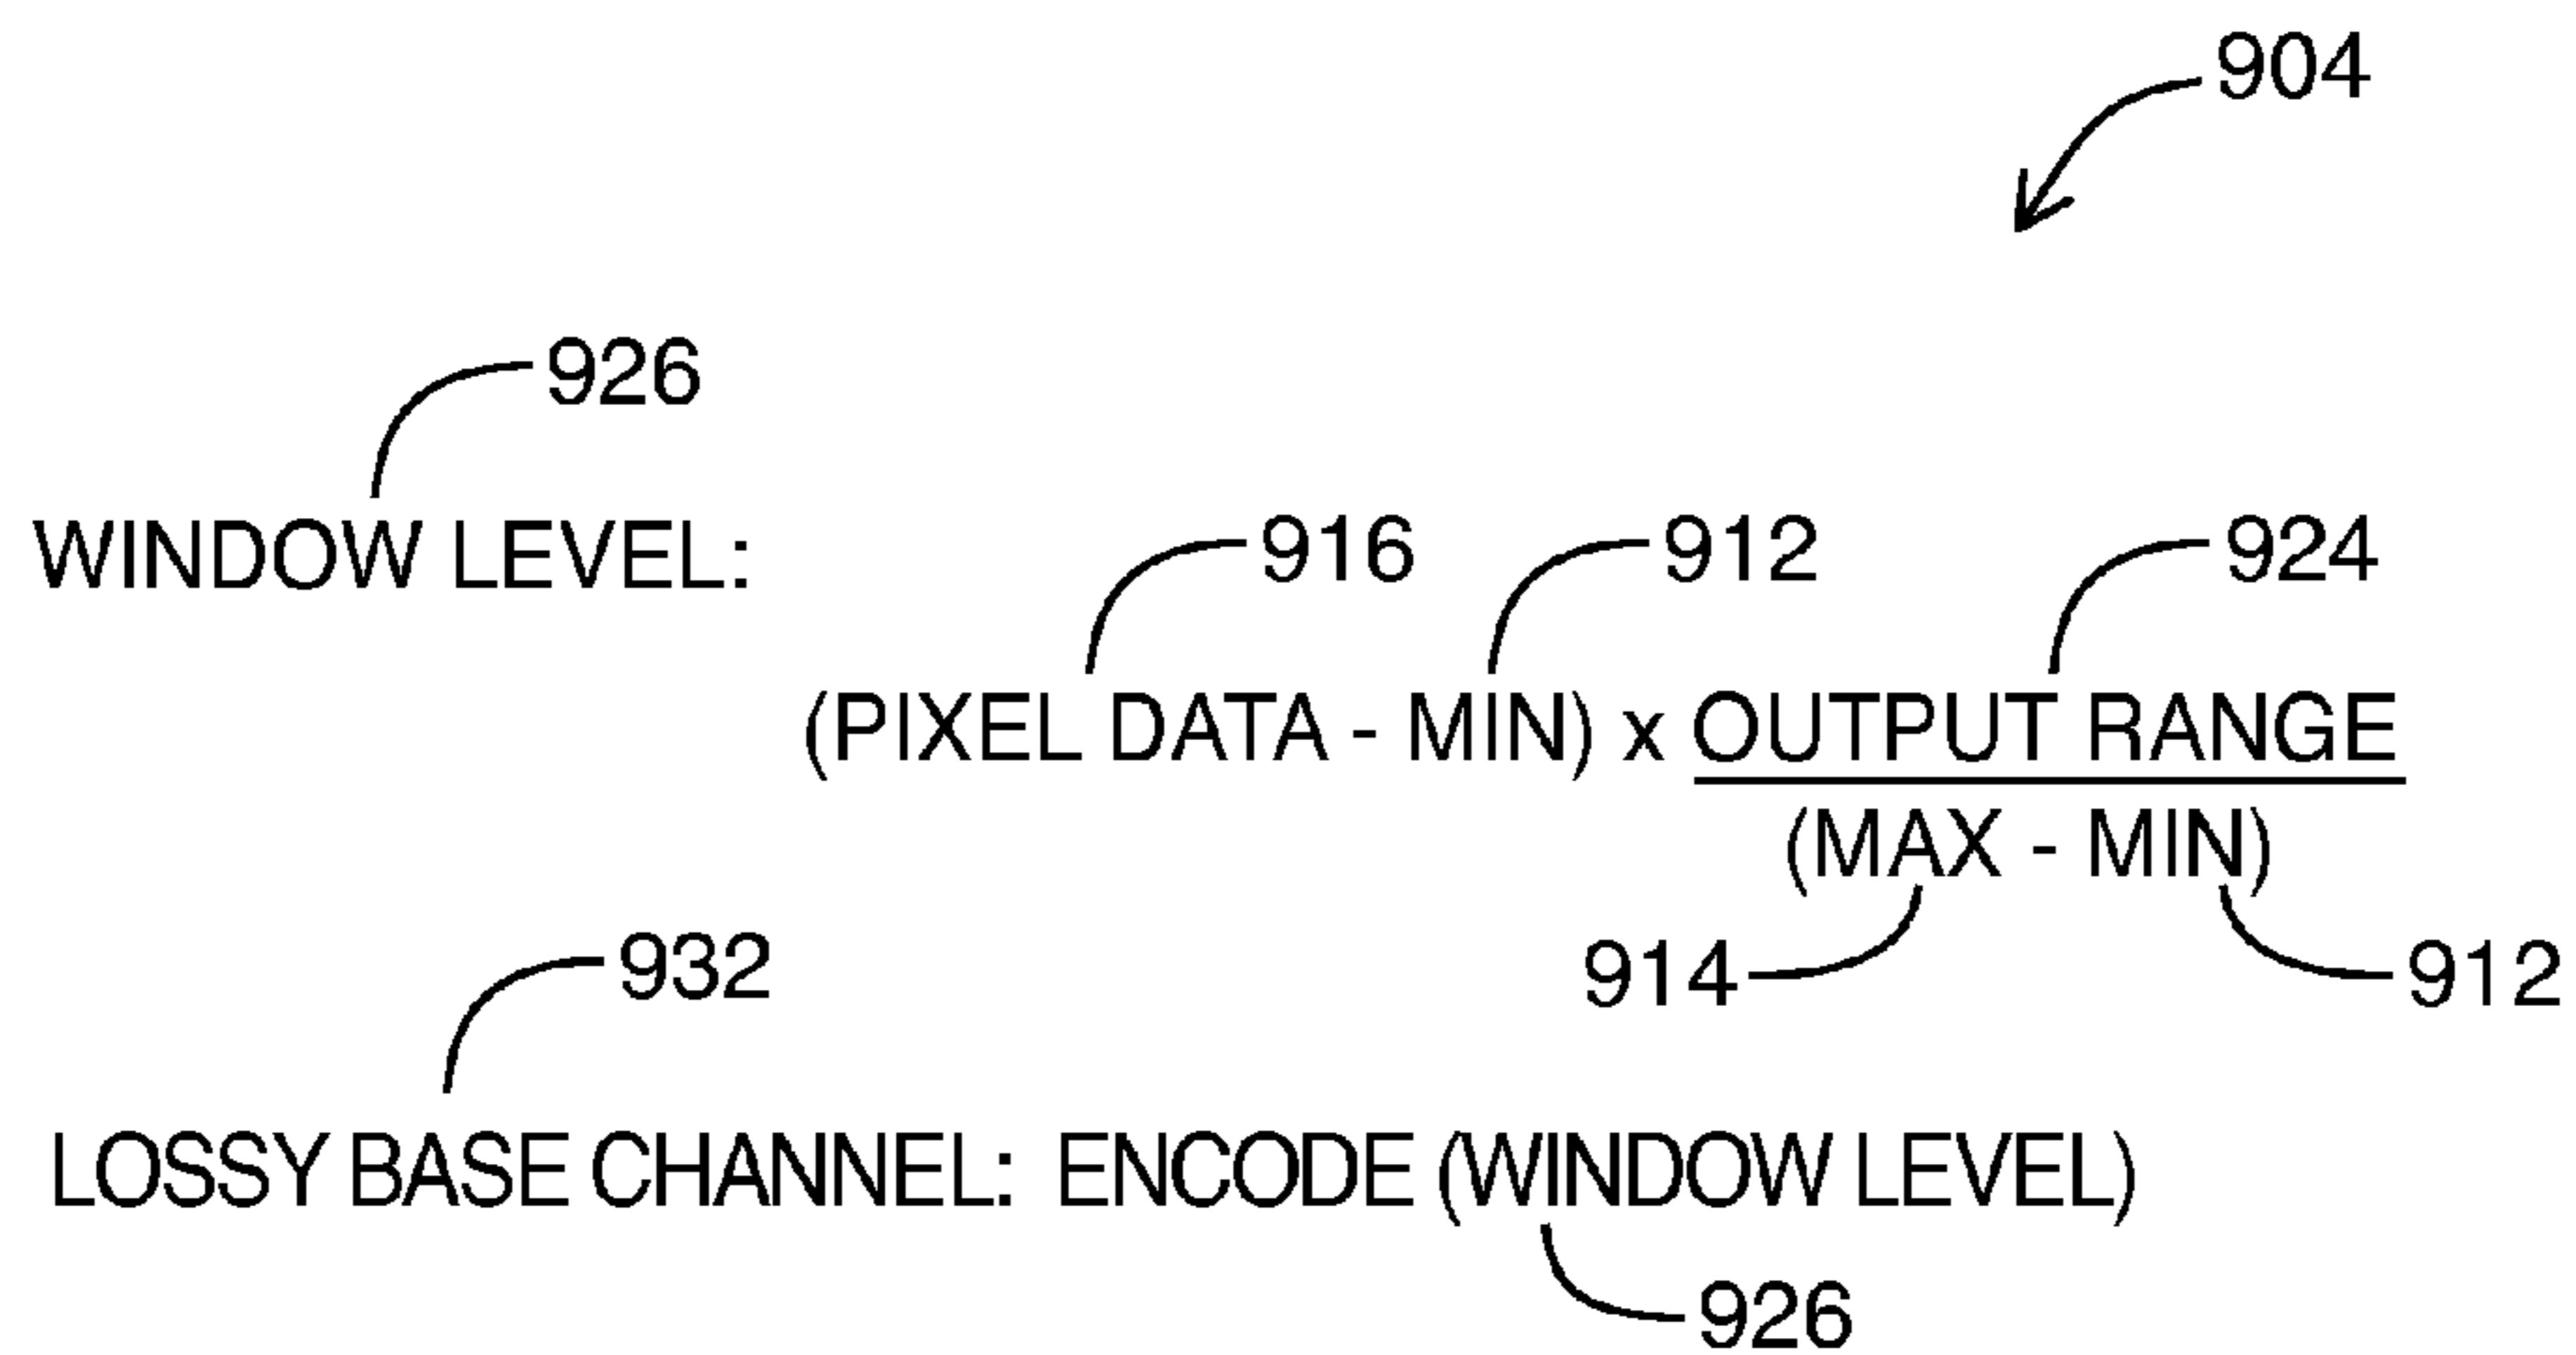 904
926
WINDOW LEVEL:
916 912 924
(PIXEL DATA - MIN) x OUTPUT RANGE
(MAX - MIN)
914 912
932
LOSSY BASE CHANNEL: ENCODE (WINDOW LEVEL)
926